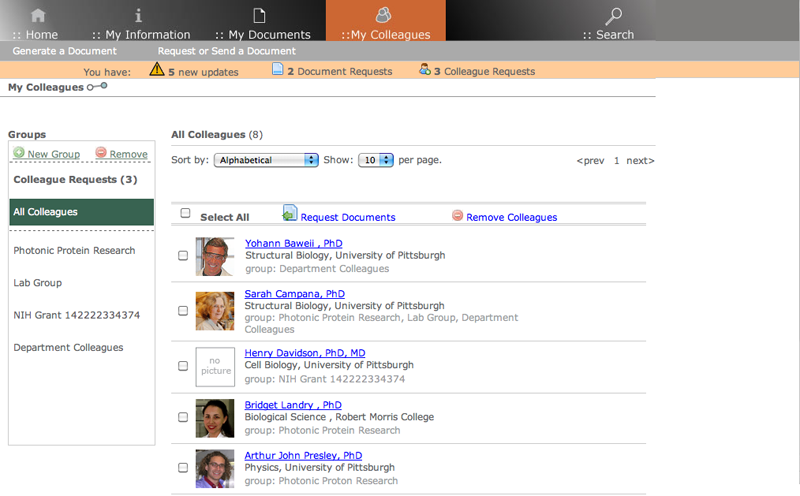 :: Home
:: My Information
:: My Documents
::My Colleagues
:: Search
Generate a Document
Request or Send a Document
You have:
5 new updates
2 Document Requests
3 Colleague Requests
My Colleagues
Groups
New Group
Remove
Colleague Requests (3)
All Colleagues
Photonic Protein Research
Lab Group
NIH Grant 142222334374
Department Colleagues
All Colleagues (8)
Sort by: Alphabetical Show: 10 per page.
<prev 1 next>
Select All
Request Documents
Remove Colleagues
Yohann Baweii , PhD
Structural Biology, University of Pittsburgh
group: Department Colleagues
Sarah Campana, PhD
Structural Biology, University of Pittsburgh
group: Photonic Protein Research, Lab Group, Department
Colleagues
no
picture
Henry Davidson, PhD, MD
Cell Biology, University of Pittsburgh
group: NIH Grant 142222334374
Bridget Landry , PhD
Biological Science , Robert Morris College
group: Photonic Protein Research
Arthur John Presley, PhD
Physics, University of Pittsburgh
group: Photonic Proton Research